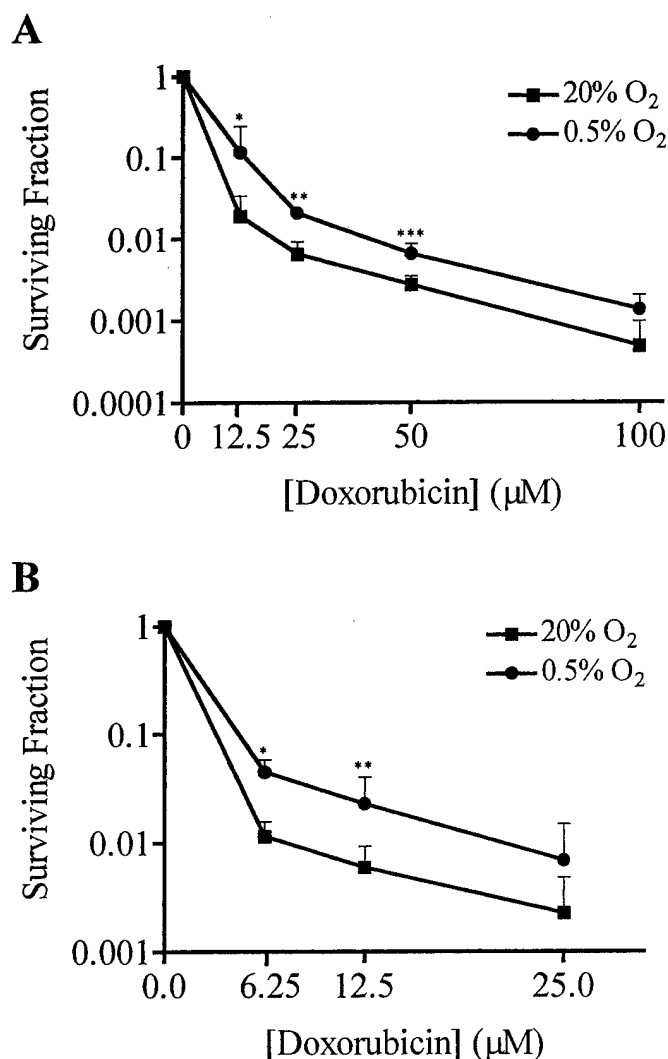 A
Surviving Fraction
1
0.1
0.01
0.001
0.0001
20% O₂
0.5% O₂
*
**
***
0 12.5 25 50 100
[Doxorubicin] (μM)
B
Surviving Fraction
1
0.1
0.01
0.001
20% O₂
0.5% O₂
*
**
0.0 6.25 12.5 25.0
[Doxorubicin] (μM)